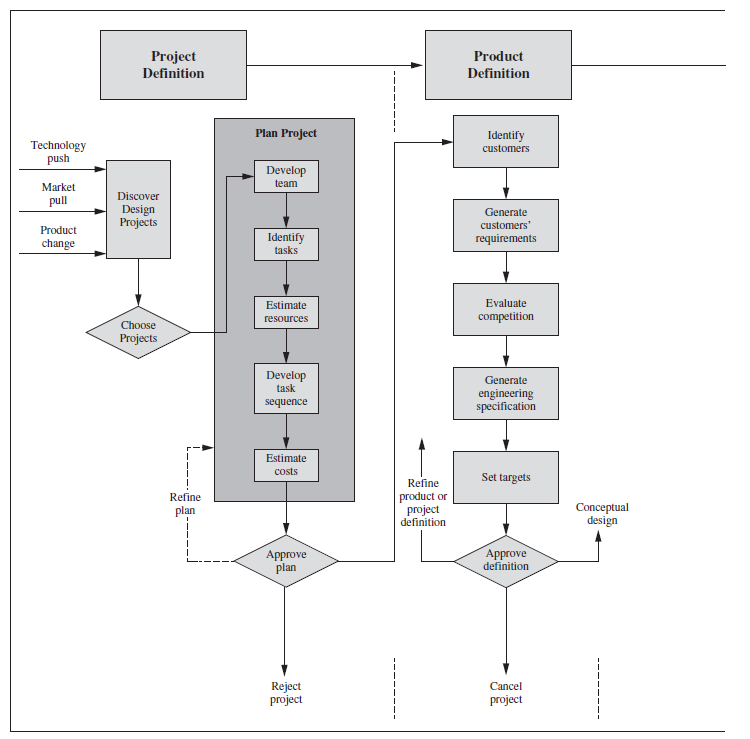 Project
Definition
Product
Definition
Plan Project
Technology
push
Market
pull
Product
change
Discover
Design
Projects
Choose
Projects
Develop
team
Identify
tasks
Estimate
resources
Develop
task
sequence
Estimate
costs
Refine
plan
Approve
plan
Reject
project
Identify
customers
Generate
customers’
requirements
Evaluate
competition
Generate
engineering
specification
Set targets
Refine
product or
project
definition
Approve
definition
Conceptual
design
Cancel
project